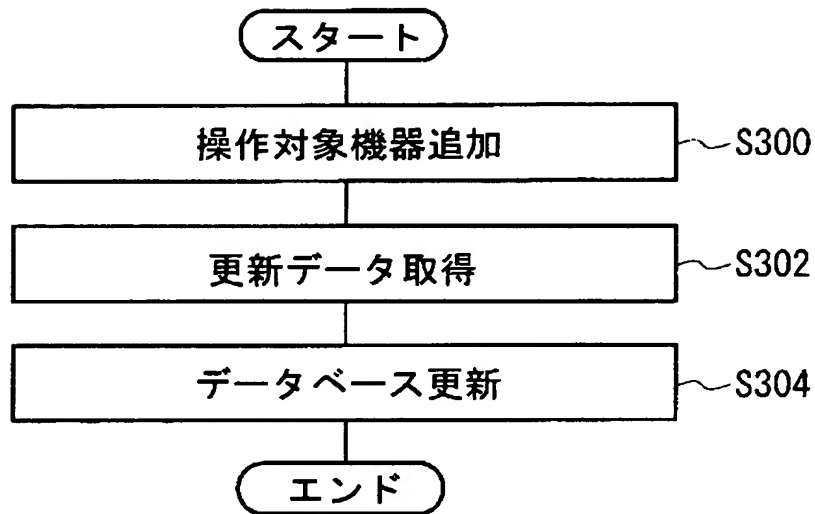 スタート
操作対象機器追加
S300
更新データ取得
S302
データベース更新
S304
エンド